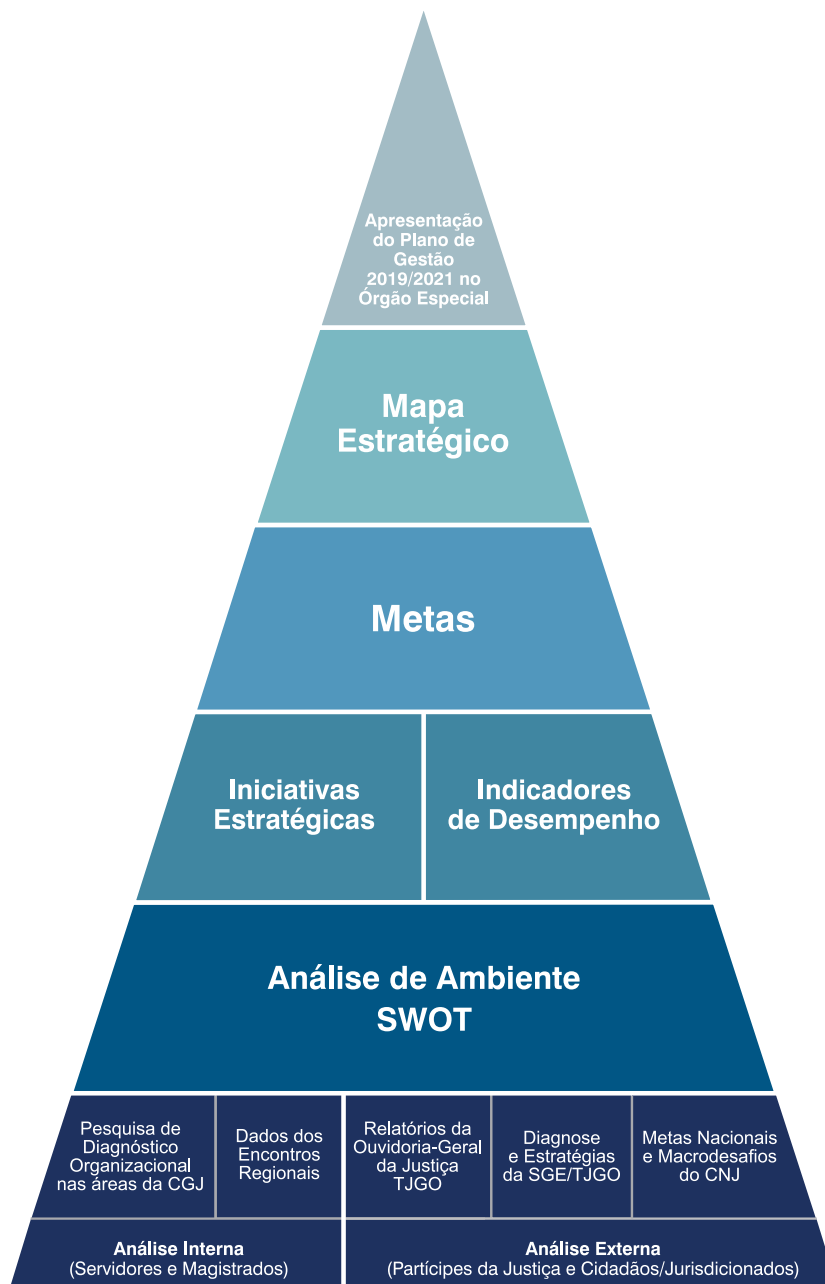 Apresentação
do Plano de
Gestão
2019/2021 no
Órgão Especial
Mapa
Estratégico
Metas
Iniciativas
Estratégicas
Indicadores
de Desempenho
Análise de Ambiente
SWOT
Pesquisa de
Diagnóstico
Organizacional
nas áreas da CGJ
Dados dos
Encontros
Regionais
Relatórios da
Ouvidoria-Geral
da Justiça
TJGO
Diagnose
e Estratégias
da SGE/TJGO
Metas Nacionais
e Macrodesafios
do CNJ
Análise Interna
(Servidores e Magistrados)
Análise Externa
(Partícipes da Justiça e Cidadãos/Jurisdicionados)